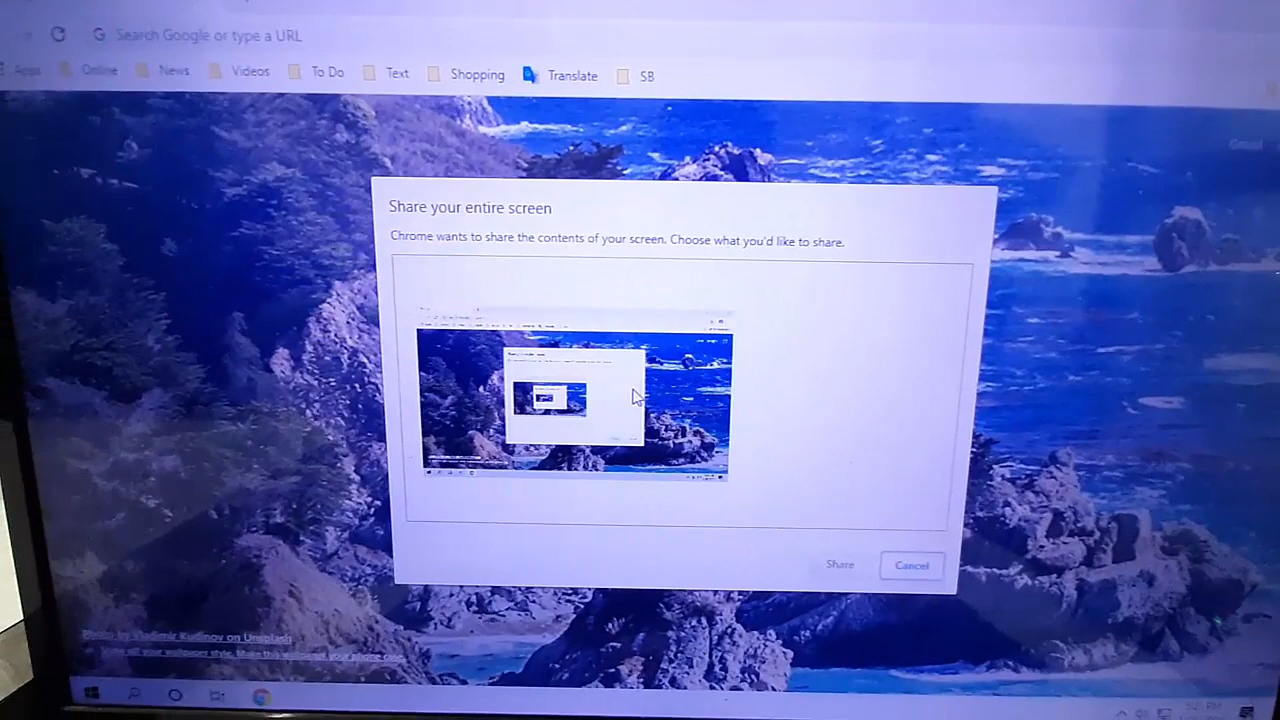 Search Google or type a URL
Apps Online News Videos To Do Text Shopping Translate SB
Gmail
Share your entire screen
Chrome wants to share the contents of your screen. Choose what you'd like to share.
Share Cancel
Photo by Vladimir Kudinov on Unsplash